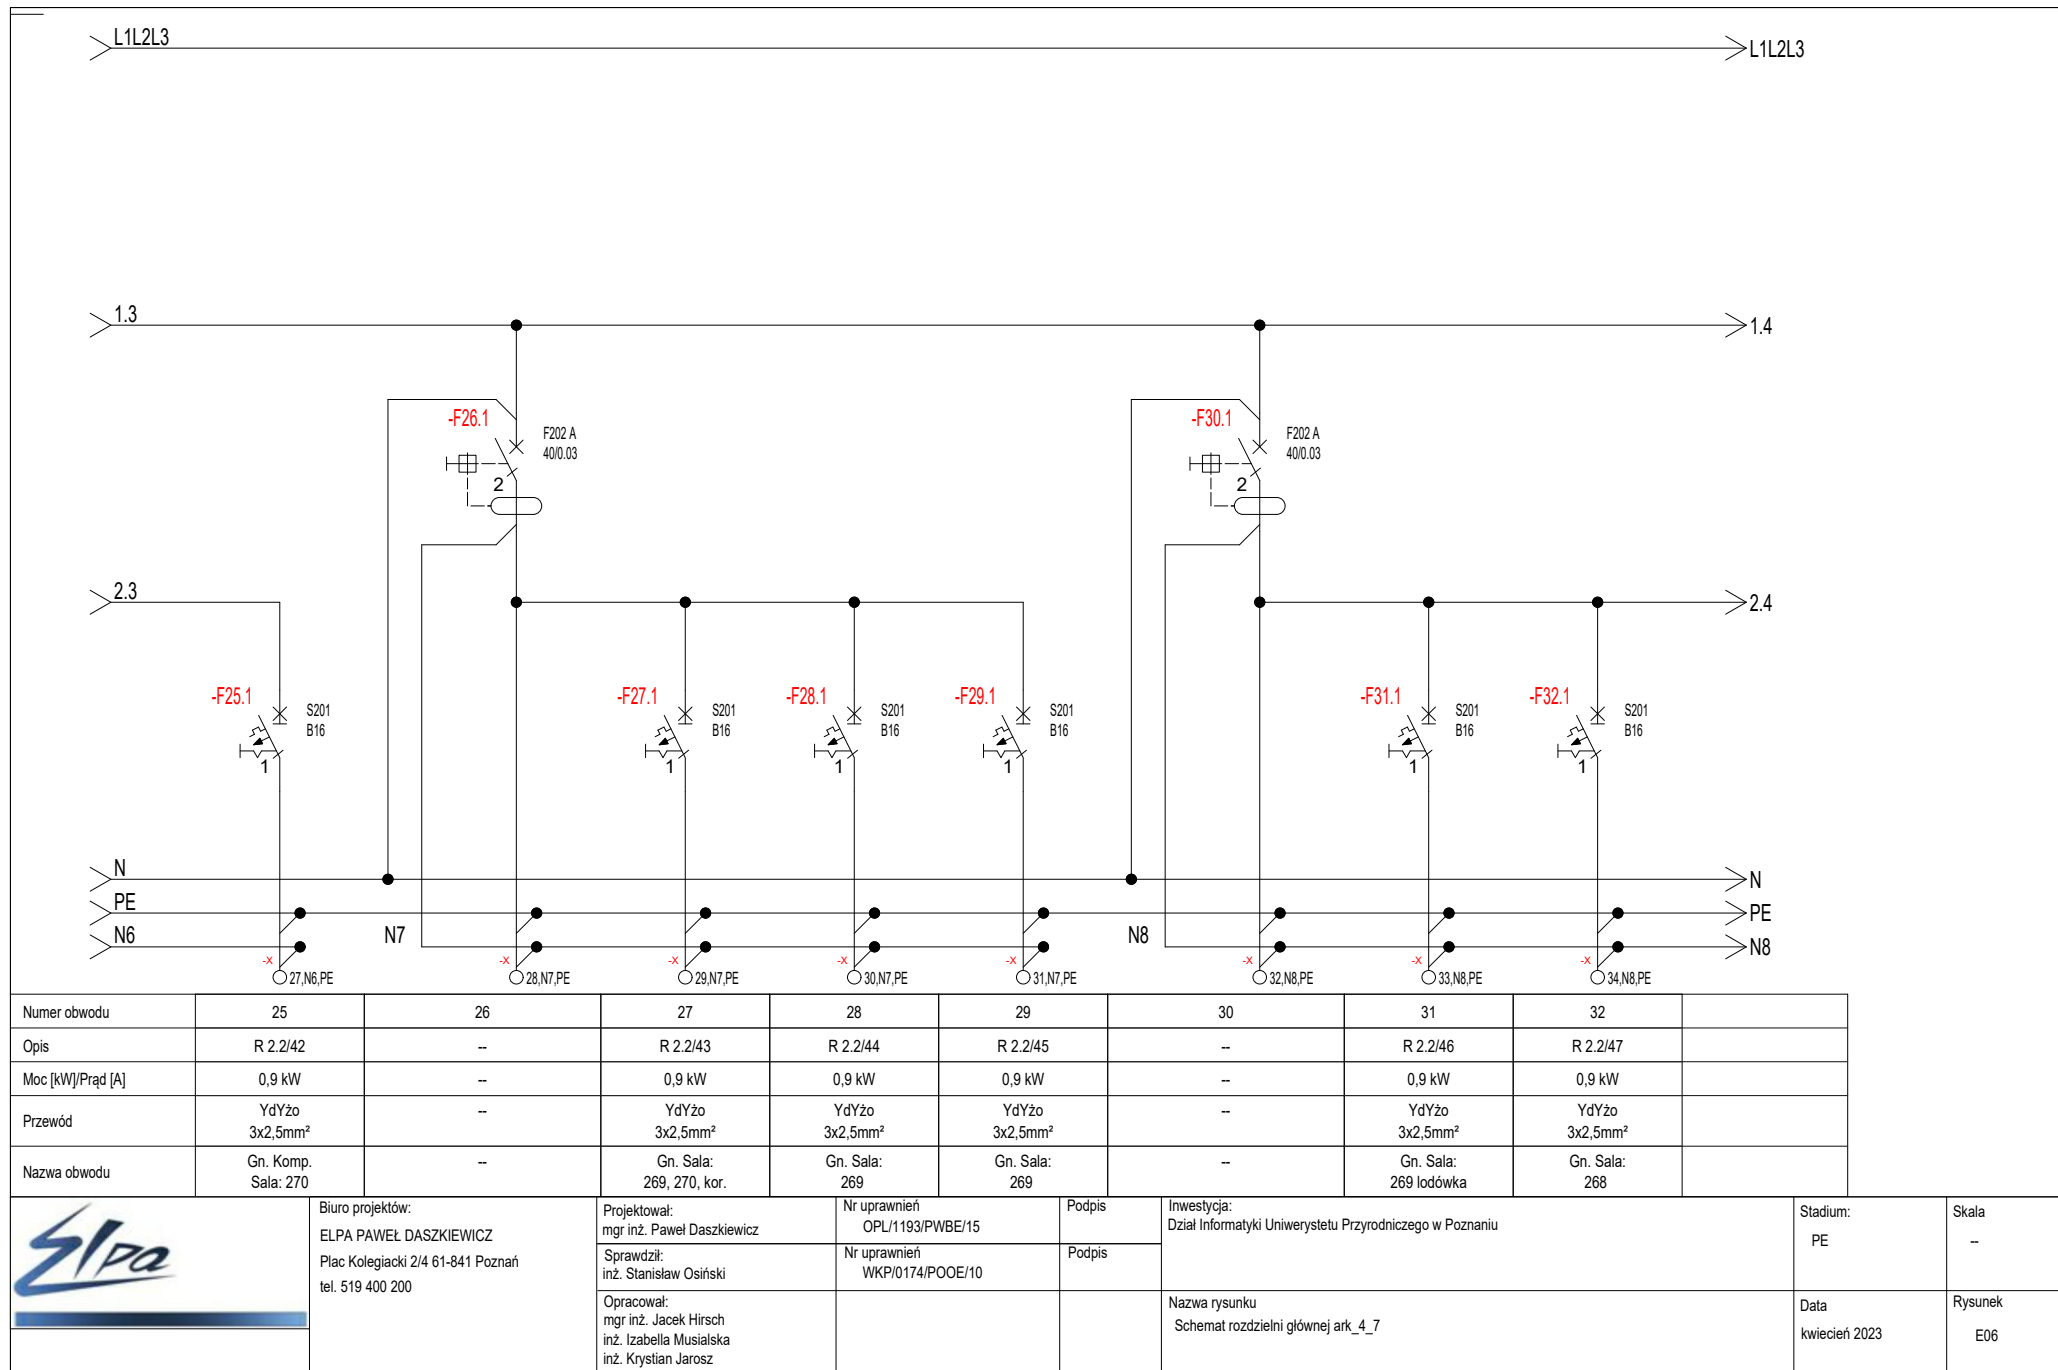 L1L2L3
L1L2L3
1.3
1.4
-F26.1
F202 A
40/0.03
2
-F30.1
F202 A
40/0.03
2
2.3
2.4
-F25.1
S201
B16
1
-F27.1
S201
B16
1
-F28.1
S201
B16
1
-F29.1
S201
B16
1
-F31.1
S201
B16
1
-F32.1
S201
B16
1
N
N
PE
PE
N6
N7
N8
N8
-X
27,N6,PE
-X
28,N7,PE
-X
29,N7,PE
-X
30,N7,PE
-X
31,N7,PE
-X
32,N8,PE
-X
33,N8,PE
-X
34,N8,PE
Numer obwodu 25 26 27 28 29 30 31 32
Opis R 2.2/42 -- R 2.2/43 R 2.2/44 R 2.2/45 -- R 2.2/46 R 2.2/47
Moc [kW]/Prąd [A] 0,9 kW -- 0,9 kW 0,9 kW 0,9 kW -- 0,9 kW 0,9 kW
Przewód YdYżo -- YdYżo YdYżo YdYżo -- YdYżo YdYżo
3x2,5mm² 3x2,5mm² 3x2,5mm² 3x2,5mm² 3x2,5mm² 3x2,5mm²
Nazwa obwodu Gn. Komp. -- Gn. Sala: Gn. Sala: Gn. Sala: -- Gn. Sala: Gn. Sala:
Sala: 270 269, 270, kor. 269 269 269 lodówka 268
Elpa
Biuro projektów:
ELPA PAWEŁ DASZKIEWICZ
Plac Kolegiacki 2/4 61-841 Poznań
tel. 519 400 200
Projektował:
mgr inż. Paweł Daszkiewicz
Nr uprawnień
OPL/1193/PWBE/15
Podpis
Sprawdził:
inż. Stanisław Osiński
Nr uprawnień
WKP/0174/POOE/10
Podpis
Opracował:
mgr inż. Jacek Hirsch
inż. Izabella Musialska
inż. Krystian Jarosz
Inwestycja:
Dział Informatyki Uniwerystetu Przyrodniczego w Poznaniu
Nazwa rysunku
Schemat rozdzielni głównej ark_4_7
Stadium:
PE
Skala
--
Data
kwiecień 2023
Rysunek
E06